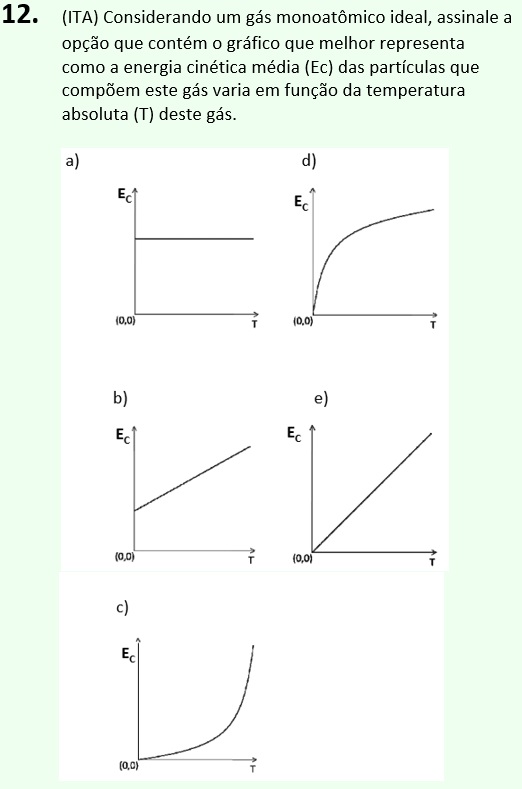 12. (ITA) Considerando um gás monoatômico ideal, assinale a
opção que contém o gráfico que melhor representa
como a energia cinética média (Ec) das partículas que
compõem este gás varia em função da temperatura
absoluta (T) deste gás.
a)
EC
(0,0)
T
d)
EC
(0,0)
T
b)
EC
(0,0)
T
e)
EC
(0,0)
T
c)
EC
(0,0)
T